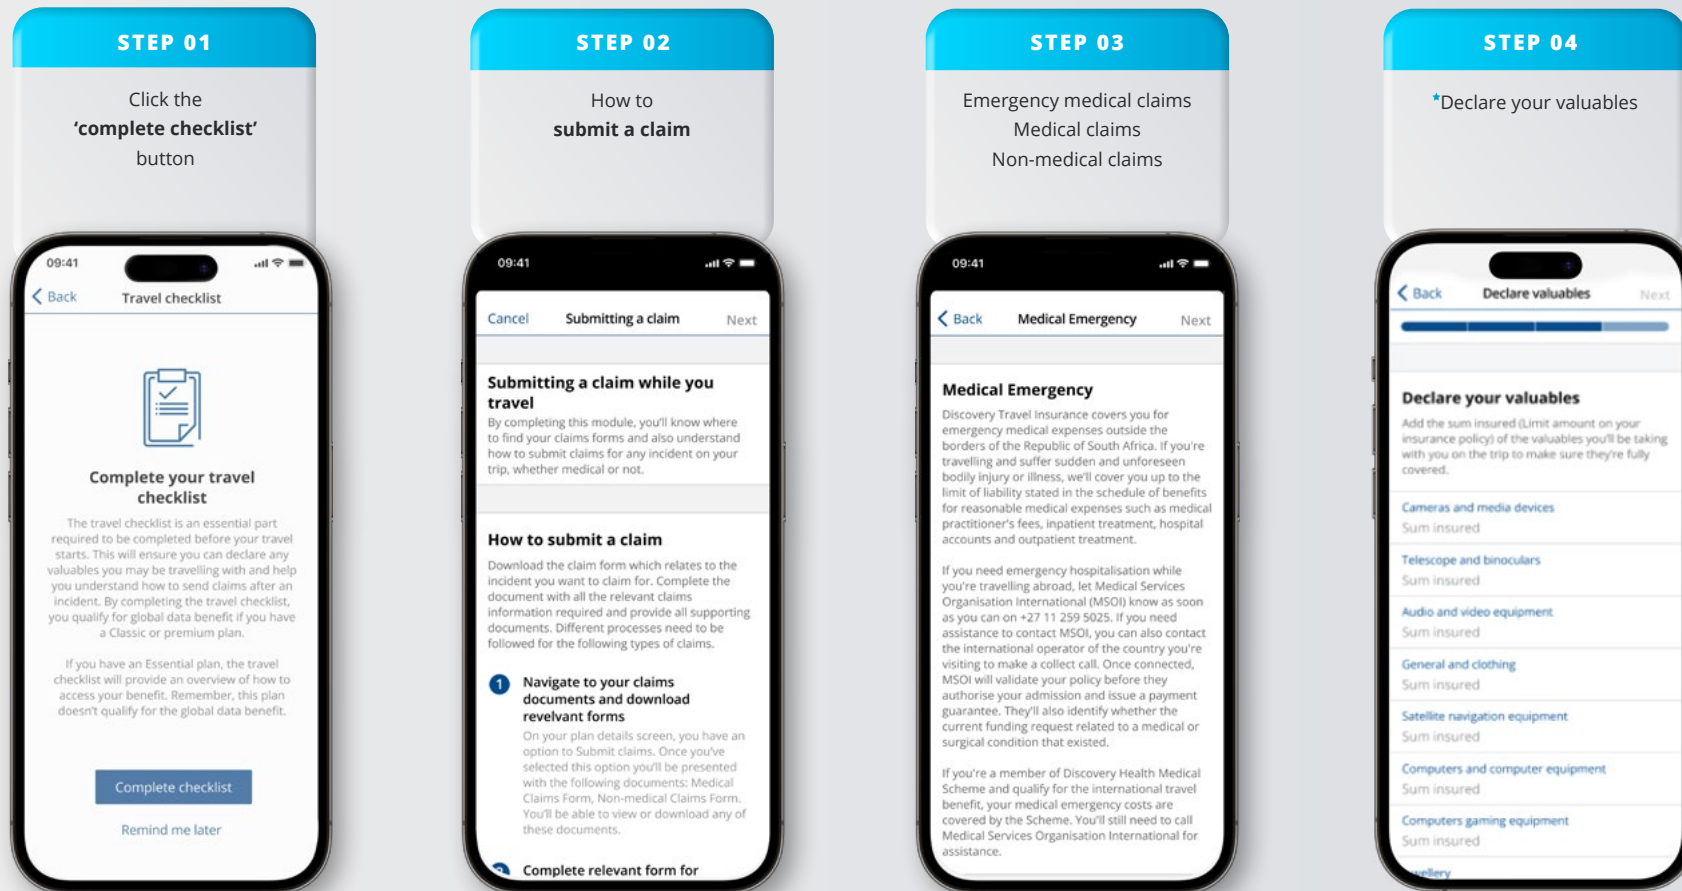 STEP 01
Click the
‘complete checklist’
button
09:41
Back
Travel checklist
Complete your travel
checklist
The travel checklist is an essential part
required to be completed before your travel
starts. This will ensure you can declare any
valuables you may be travelling with and help
you understand how to send claims after an
incident. By completing the travel checklist,
you qualify for global data benefit if you have
a Classic or premium plan.
If you have an Essential plan, the travel
checklist will provide an overview of how to
access your benefit. Remember, this plan
doesn't qualify for the global data benefit.
Complete checklist
Remind me later
STEP 02
How to
submit a claim
09:41
Cancel
Submitting a claim
Next
Submitting a claim while you
travel
By completing this module, you'll know where
to find your claims forms and also understand
how to submit claims for any incident on your
trip, whether medical or not.
How to submit a claim
Download the claim form which relates to the
incident you want to claim for. Complete the
document with all the relevant claims
information required and provide all supporting
documents. Different processes need to be
followed for the following types of claims.
1 Navigate to your claims
documents and download
revelvant forms
On your plan details screen, you have an
option to Submit claims. Once you've
selected this option you'll be presented
with the following documents: Medical
Claims Form, Non-medical Claims Form.
You'll be able to view or download any of
these documents.
Complete relevant form for
STEP 03
Emergency medical claims
Medical claims
Non-medical claims
09:41
Back
Medical Emergency
Next
Medical Emergency
Discovery Travel Insurance covers you for
emergency medical expenses outside the
borders of the Republic of South Africa. If you're
travelling and suffer sudden and unforeseen
bodily injury or illness, we'll cover you up to the
limit of liability stated in the schedule of benefits
for reasonable medical expenses such as medical
practitioner's fees, inpatient treatment, hospital
accounts and outpatient treatment.
If you need emergency hospitalisation while
you're travelling abroad, let Medical Services
Organisation International (MSOI) know as soon
as you can on +27 11 259 5025. If you need
assistance to contact MSOI, you can also contact
the international operator of the country you're
visiting to make a collect call. Once connected,
MSOI will validate your policy before they
authorise your admission and issue a payment
guarantee. They'll also identify whether the
current funding request related to a medical or
surgical condition that existed.
If you're a member of Discovery Health Medical
Scheme and qualify for the international travel
benefit, your medical emergency costs are
covered by the Scheme. You'll still need to call
Medical Services Organisation International for
assistance.
STEP 04
*Declare your valuables
Back
Declare valuables
Next
Declare your valuables
Add the sum insured (Limit amount on your
insurance policy) of the valuables you'll be taking
with you on the trip to make sure they're fully
covered.
Cameras and media devices
Sum insured
Telescope and binoculars
Sum insured
Audio and video equipment
Sum insured
General and clothing
Sum insured
Satellite navigation equipment
Sum insured
Computers and computer equipment
Sum insured
Computers gaming equipment
Sum insured